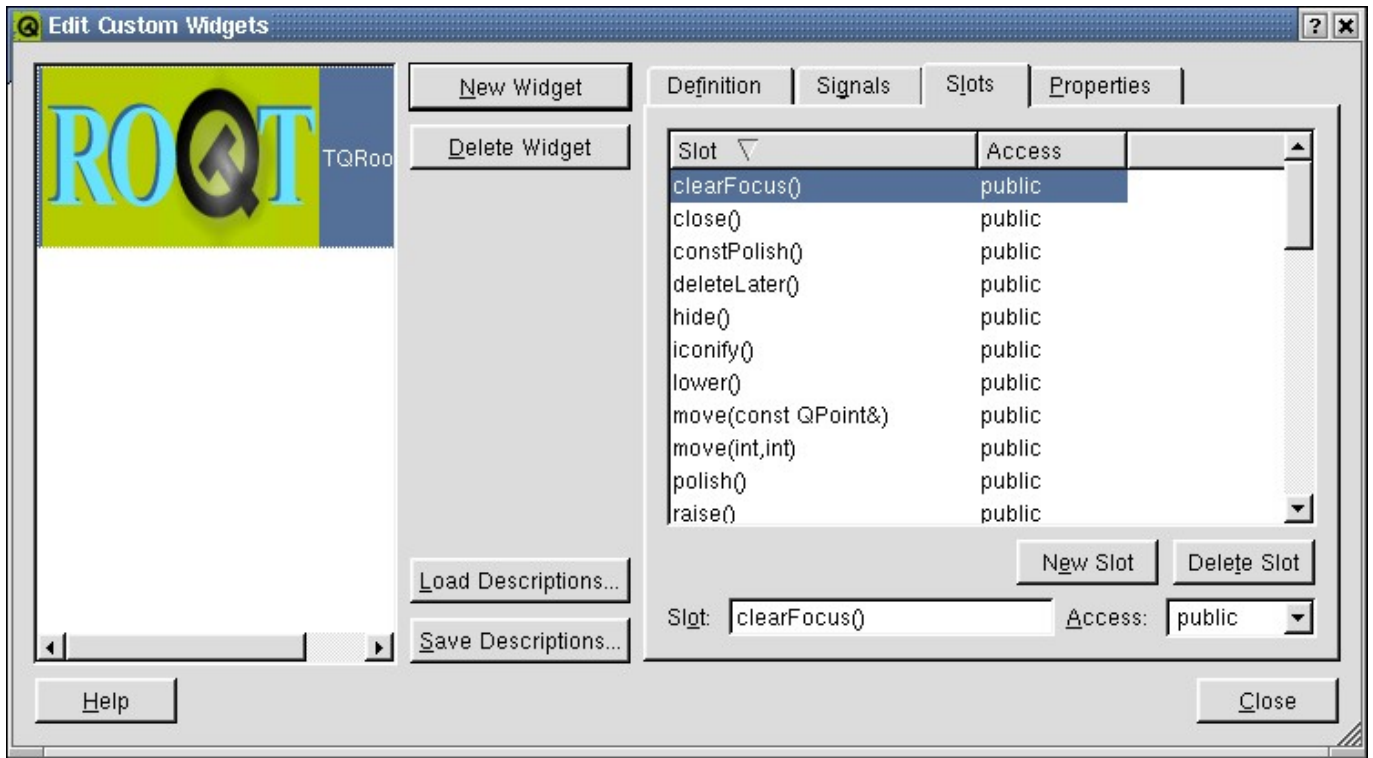 Edit Custom Widgets
ROQT
TQRoo
New Widget
Delete Widget
Load Descriptions...
Save Descriptions...
Definition Signals Slots Properties
Slot Access
clearFocus() public
close() public
constPolish() public
deleteLater() public
hide() public
iconify() public
lower() public
move(const QPoint&) public
move(int,int) public
polish() public
raise() public
New Slot Delete Slot
Slot: clearFocus() Access: public
Help Close